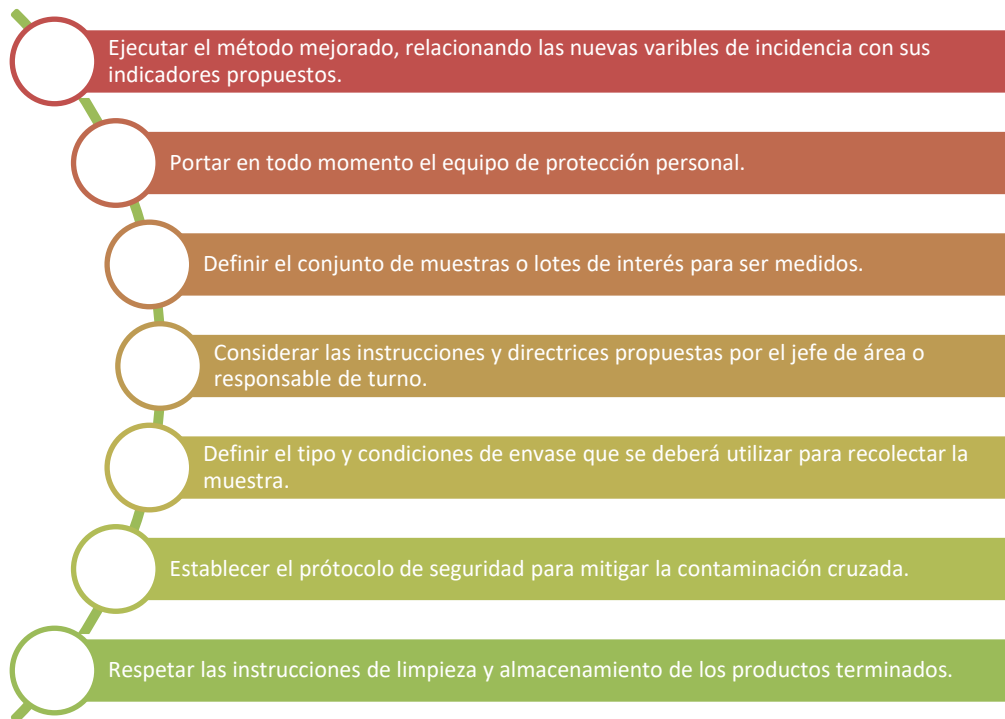 Ejecutar el método mejorado, relacionando las nuevas varibles de incidencia con sus
indicadores propuestos.
Portar en todo momento el equipo de protección personal.
Definir el conjunto de muestras o lotes de interés para ser medidos.
Considerar las instrucciones y directrices propuestas por el jefe de área o
responsable de turno.
Definir el tipo y condiciones de envase que se deberá utilizar para recolectar la
muestra.
Establecer el prótocolo de seguridad para mitigar la contaminación cruzada.
Respetar las instrucciones de limpieza y almacenamiento de los productos terminados.